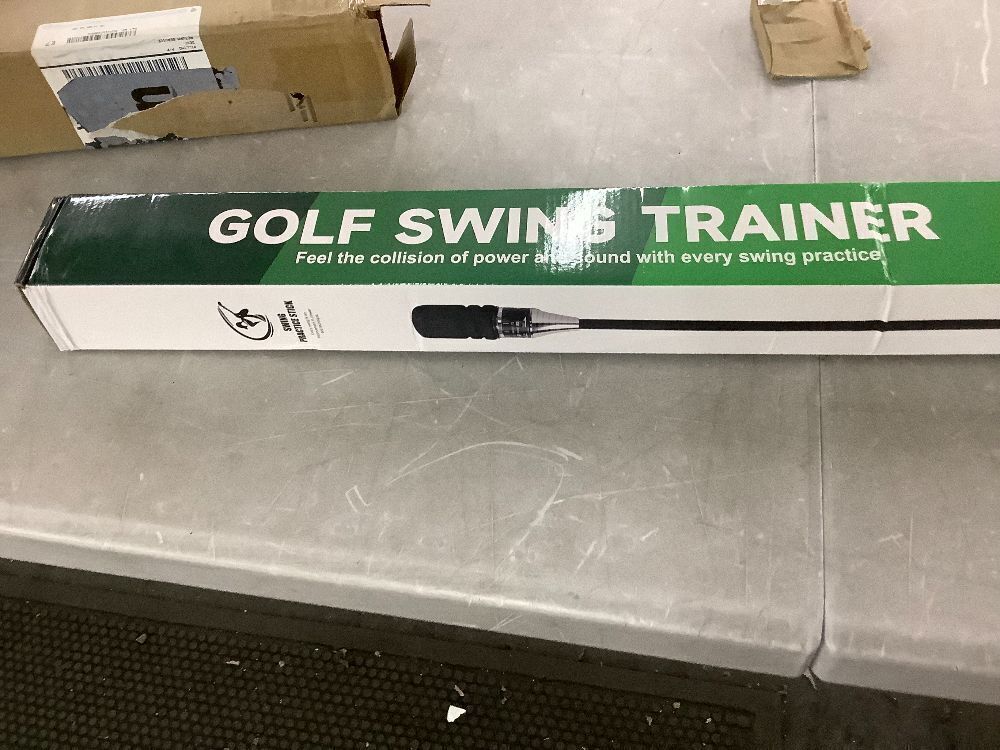 GOLF SWING TRAINER
Feel the collision of power and sound with every swing practice
SWING
PRACTICE STICK